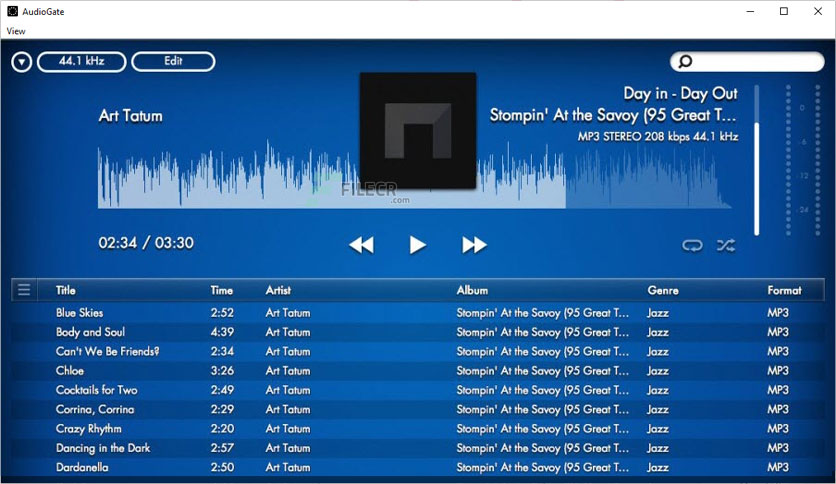 AudioGate
View
44.1 kHz
Edit
Day in - Day Out
Art Tatum
Stompin' At the Savoy (95 Great T...
MP3 STEREO 208 kbps 44.1 kHz
0
-6
-12
-24
FILECR
.com
02:34 / 03:30
Title Time Artist Album Genre Format
Blue Skies 2:52 Art Tatum Stompin' At the Savoy (95 Great T... Jazz MP3
Body and Soul 4:39 Art Tatum Stompin' At the Savoy (95 Great T... Jazz MP3
Can't We Be Friends? 2:34 Art Tatum Stompin' At the Savoy (95 Great T... Jazz MP3
Chloe 3:26 Art Tatum Stompin' At the Savoy (95 Great T... Jazz MP3
Cocktails for Two 2:49 Art Tatum Stompin' At the Savoy (95 Great T... Jazz MP3
Corrina, Corrina 2:29 Art Tatum Stompin' At the Savoy (95 Great T... Jazz MP3
Crazy Rhythm 2:20 Art Tatum Stompin' At the Savoy (95 Great T... Jazz MP3
Dancing in the Dark 2:57 Art Tatum Stompin' At the Savoy (95 Great T... Jazz MP3
Dardanella 2:50 Art Tatum Stompin' At the Savoy (95 Great T... Jazz MP3